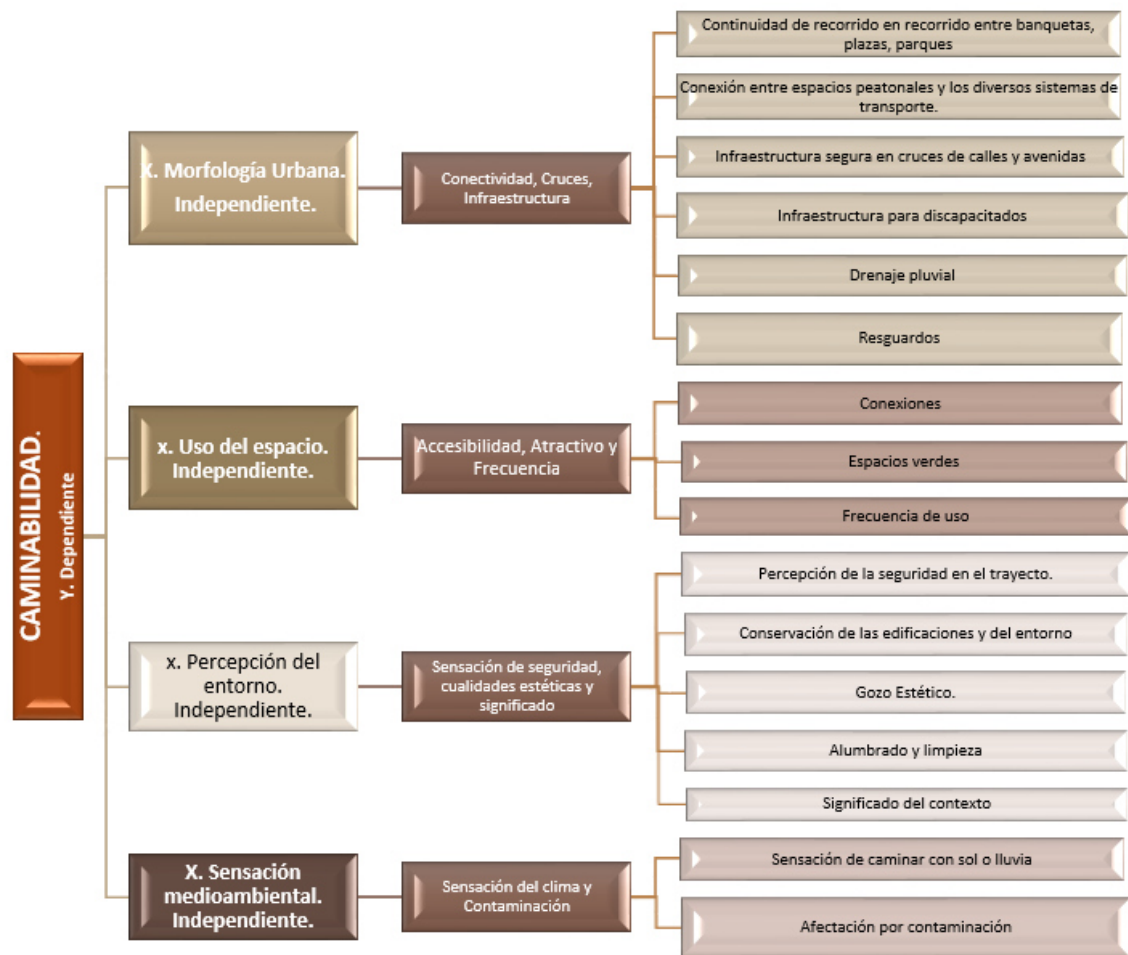 CAMINABILIDAD.
Y. Dependiente
X. Morfología Urbana.
Independiente.
Conectividad, Cruces,
Infraestructura
Continuidad de recorrido en recorrido entre banquetas,
plazas, parques
Conexión entre espacios peatonales y los diversos sistemas de
transporte.
Infraestructura segura en cruces de calles y avenidas
Infraestructura para discapacitados
Drenaje pluvial
Resguardos
x. Uso del espacio.
Independiente.
Accesibilidad, Atractivo y
Frecuencia
Conexiones
Espacios verdes
Frecuencia de uso
x. Percepción del
entorno.
Independiente.
Sensación de seguridad,
cualidades estéticas y
significado
Percepción de la seguridad en el trayecto.
Conservación de las edificaciones y del entorno
Gozo Estético.
Alumbrado y limpieza
Significado del contexto
X. Sensación
medioambiental.
Independiente.
Sensación del clima y
Contaminación
Sensación de caminar con sol o lluvia
Afectación por contaminación